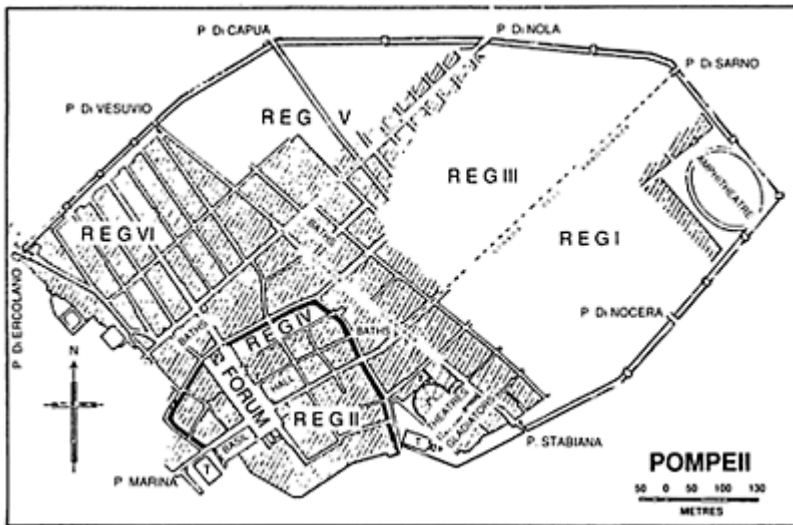 P DI CAPUA
P DI NOLA
P DI SARNO
P DI VESUVIO
REG V
REG III
AMPHITHEATRE
REG VI
BATHS
REG I
P DI ERCOLANO
N
BATHS
REG IV
BATHS
P DI NOCERA
HALL
FORUM
REG II
THEATRES
GLADIATORS
T
P. STABIANA
BASIL
P MARINA
POMPEII
50 0 50 100 130
METRES